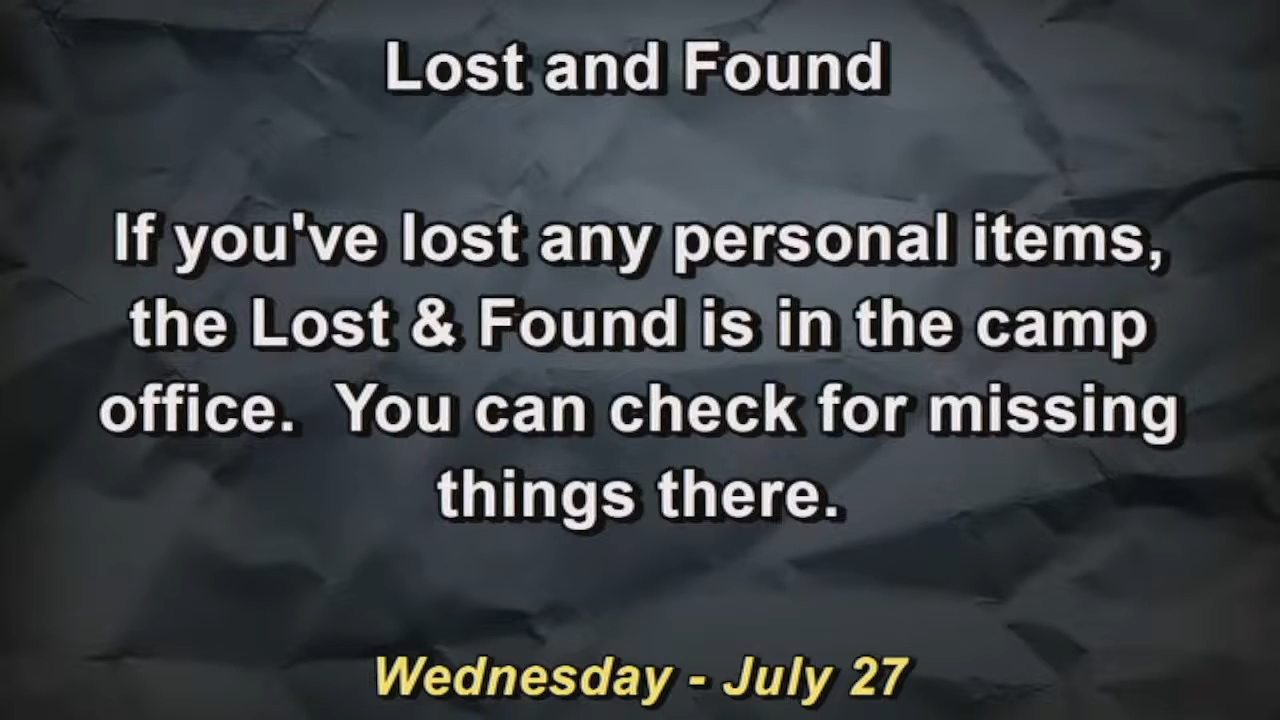 Lost and Found
If you've lost any personal items,
the Lost & Found is in the camp
office.  You can check for missing
things there.
Wednesday - July 27